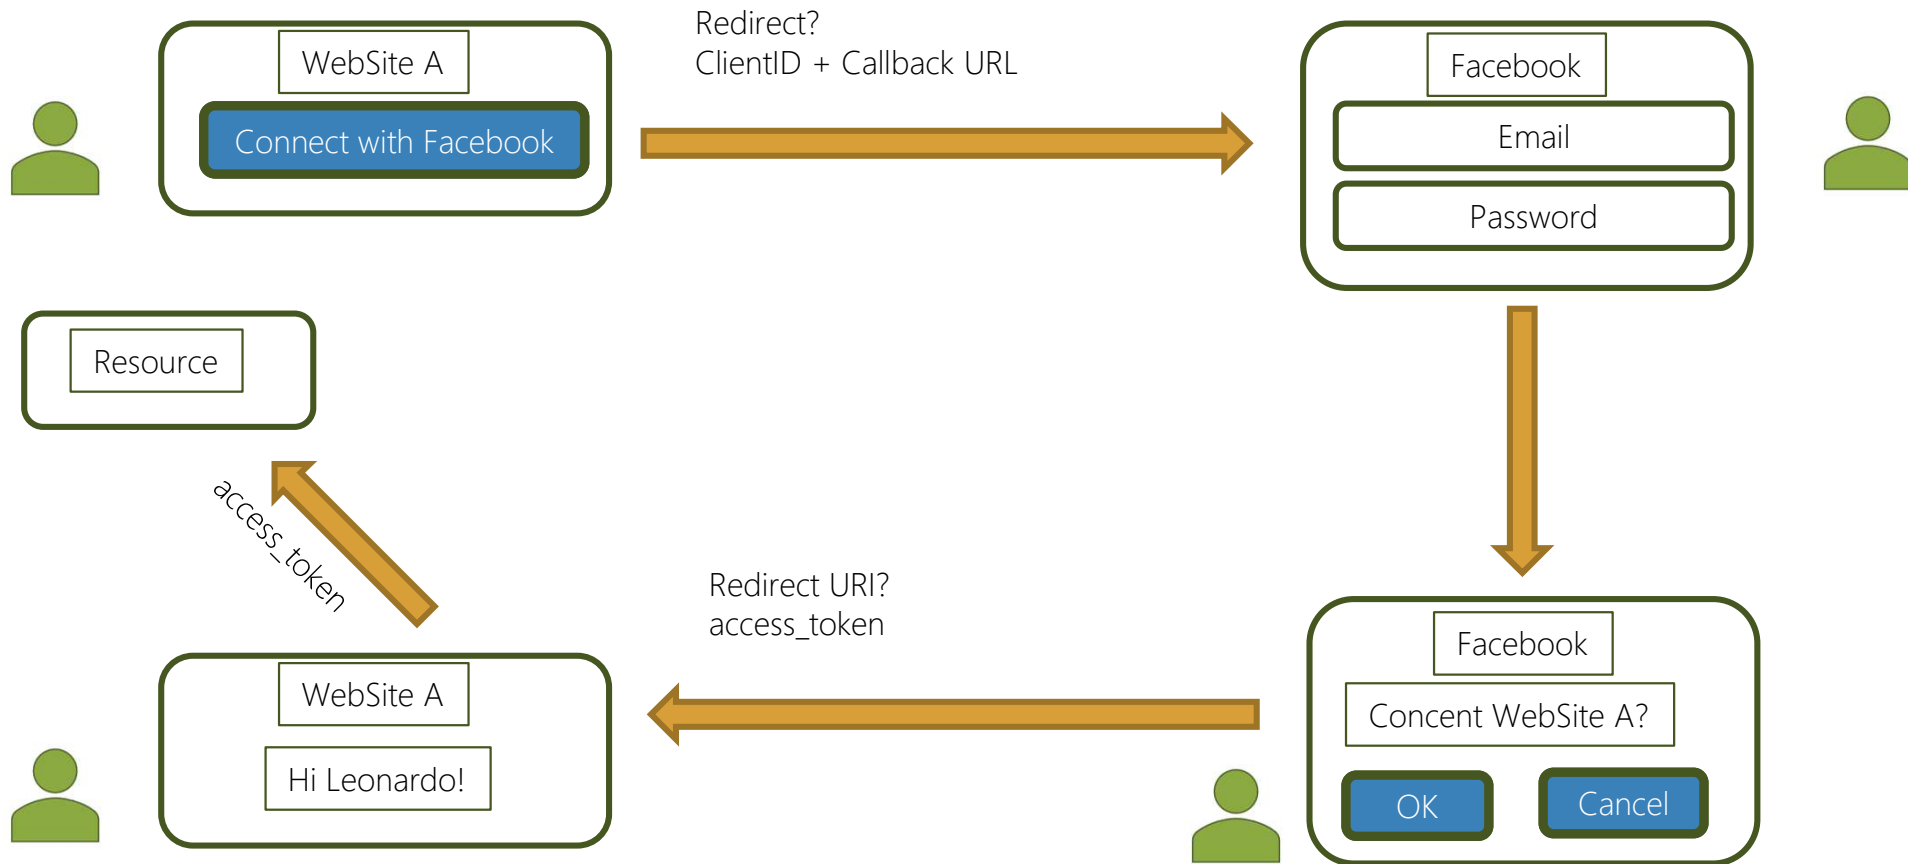 WebSite A
Connect with Facebook
Redirect?
ClientID + Callback URL
Facebook
Email
Password
Resource
access_token
Redirect URI?
access_token
WebSite A
Hi Leonardo!
Facebook
Concent WebSite A?
OK
Cancel